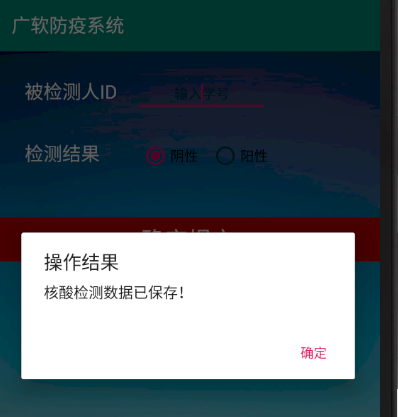 广软防疫系统
被检测人ID
检测结果
阴性 阳性
操作结果
核酸检测数据已保存!
确定